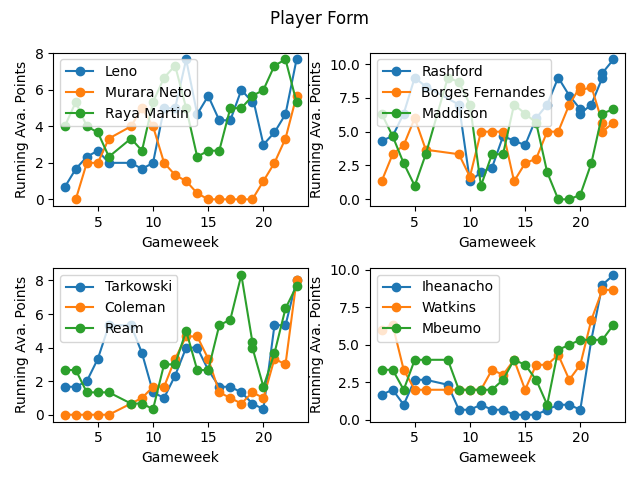 Player Form
Running Ava. Points
8
6
4
2
0
Leno
Murara Neto
Raya Martin
5
10
15
20
Gameweek
Running Ava. Points
10.0
7.5
5.0
2.5
0.0
Rashford
Borges Fernandes
Maddison
5
10
15
20
Gameweek
Running Ava. Points
8
6
4
2
0
Tarkowski
Coleman
Ream
5
10
15
20
Gameweek
Running Ava. Points
10.0
7.5
5.0
2.5
0.0
Iheanacho
Watkins
Mbeumo
5
10
15
20
Gameweek